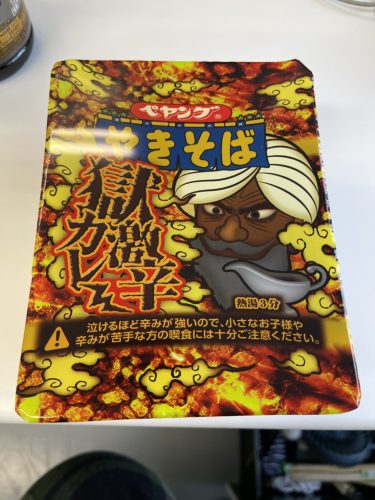 ペヤング®
やきそば
獄激辛
カレー
熱湯3分
泣けるほど辛みが強いので、小さなお子様や
辛みが苦手な方の喫食には十分ご注意ください。